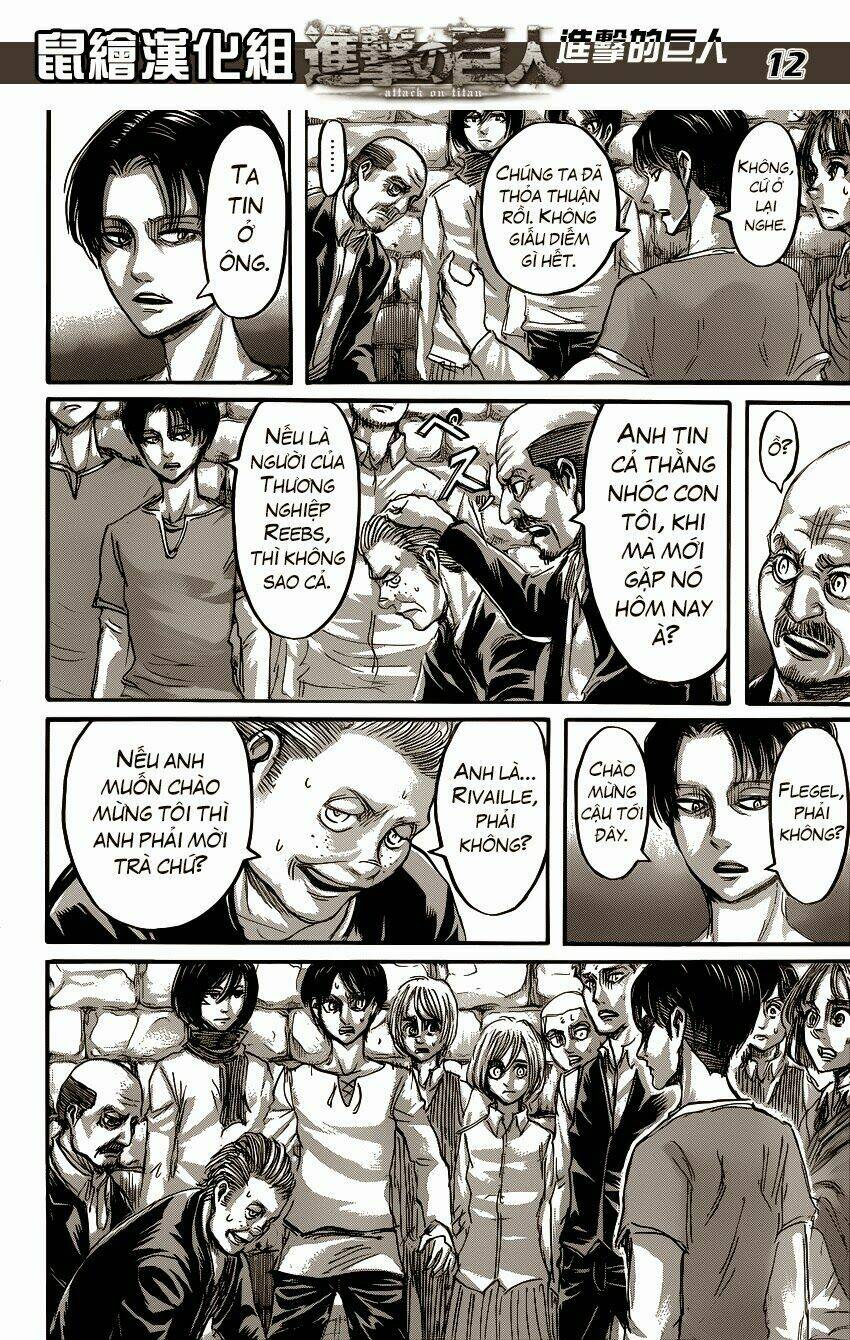 鼠繪漢化組
進撃の巨人
attack on titan
進擊的巨人
12
KHÔNG,
CỨ Ở
LẠI
NGHE.
CHÚNG TA ĐÃ
THỎA THUẬN
RỒI. KHÔNG
GIẤU DIẾM
GÌ HẾT.
……
TA
TIN
Ở
ÔNG.
Ồ?
ANH TIN
CẢ THẰNG
NHÓC CON
TÔI, KHI
MÀ MỚI
GẶP NÓ
HÔM NAY
À?
NẾU LÀ
NGƯỜI CỦA
THƯƠNG
NGHIỆP
REEBS,
THÌ KHÔNG
SAO CẢ.
FLEGEL,
PHẢI
KHÔNG?
CHÀO
MỪNG
CẬU TỚI
ĐÂY.
ANH LÀ...
RIVAILLE,
PHẢI
KHÔNG?
NẾU ANH
MUỐN CHÀO
MỪNG TÔI THÌ
ANH PHẢI MỜI
TRÀ CHỨ?